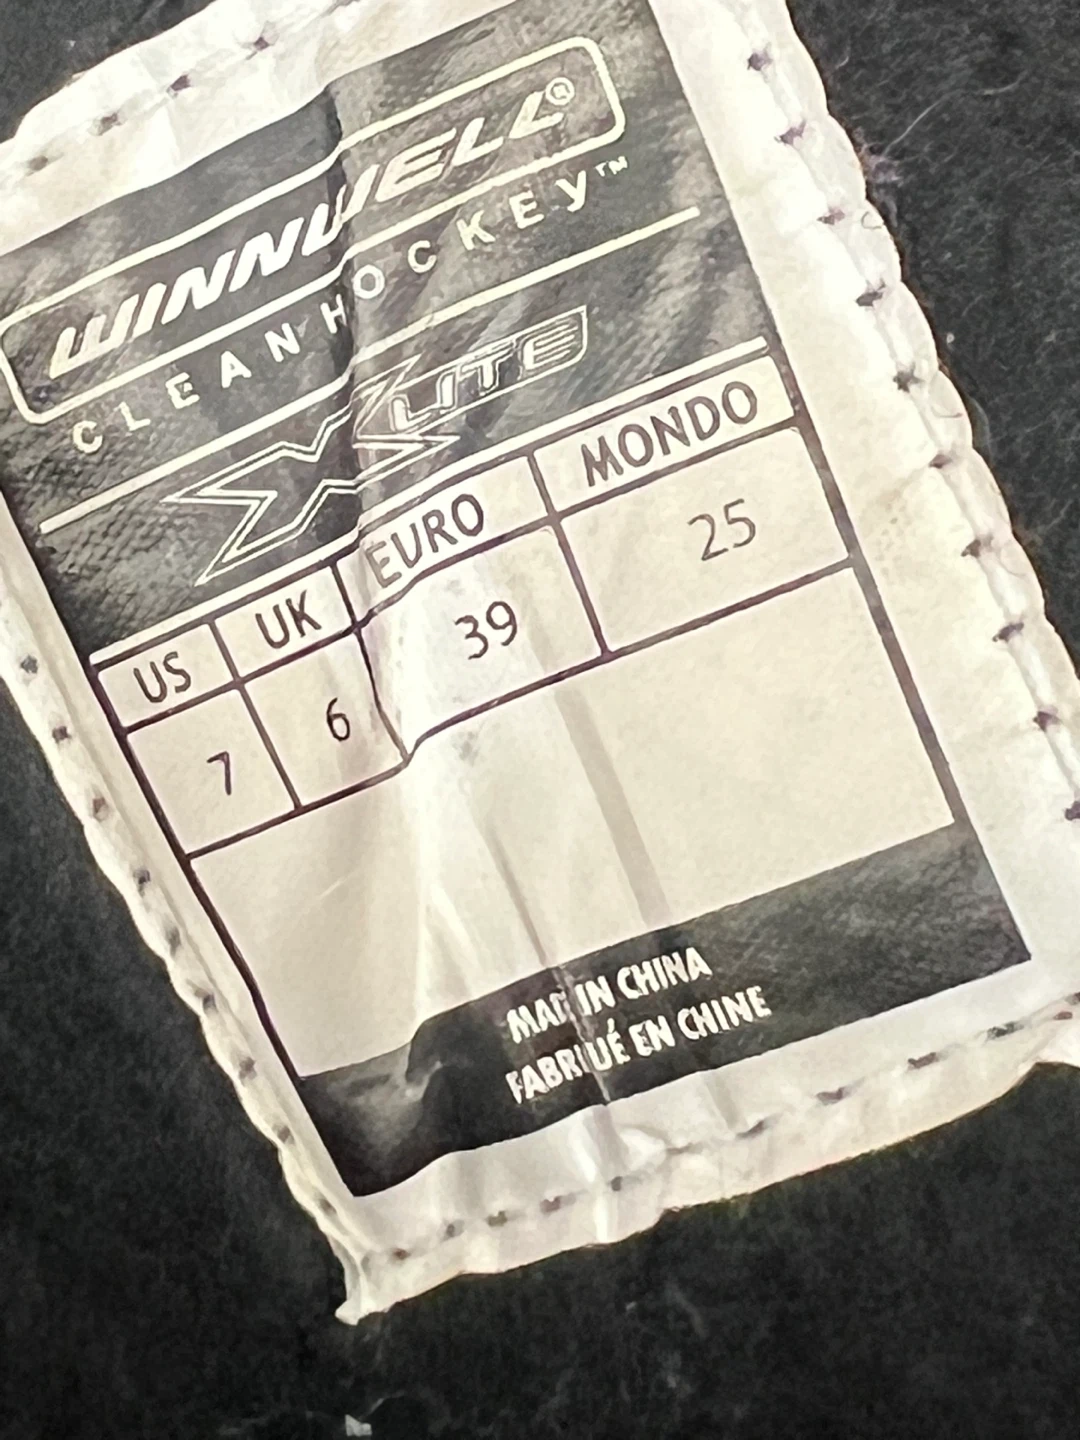 WINNWELL®
CLEAN HOCKEY™
X LITE
US UK EURO MONDO
7 6 39 25
MADE IN CHINA
FABRIQUÉ EN CHINE